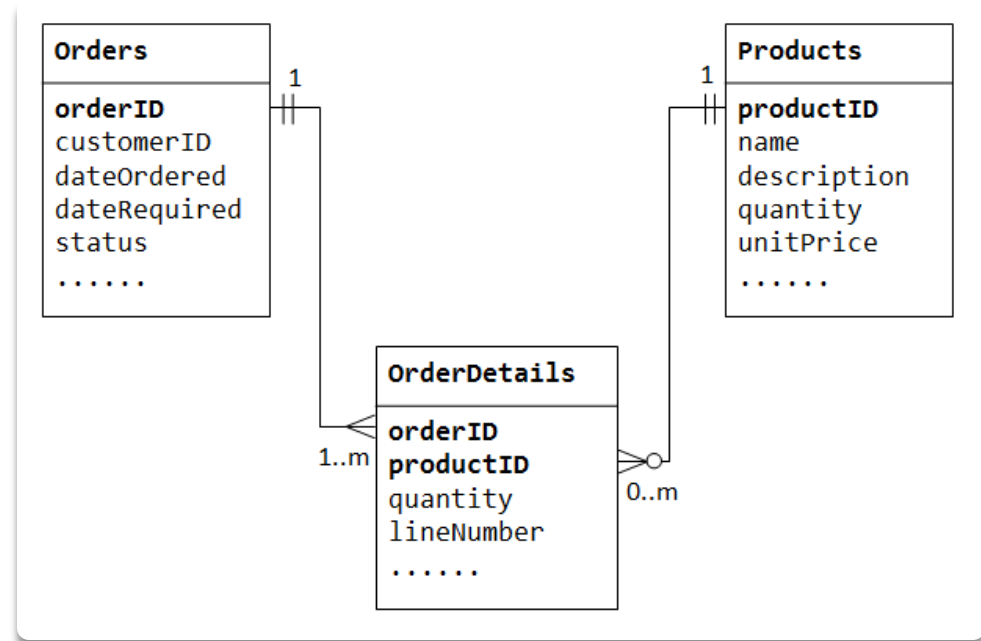 Orders
orderID
customerID
dateOrdered
dateRequired
status
......
1
1
Products
productID
name
description
quantity
unitPrice
......
OrderDetails
orderID
productID
quantity
lineNumber
......
1..m
0..m